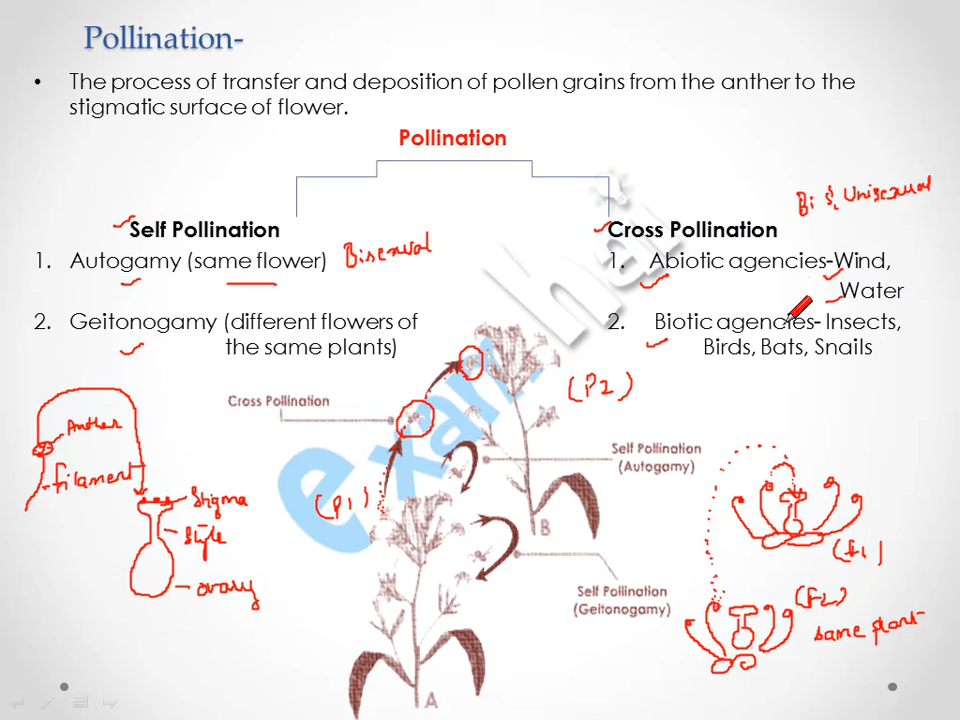 Pollination-
• The process of transfer and deposition of pollen grains from the anther to the
stigmatic surface of flower.
Pollination
Bi & Unisexual
Self Pollination
Cross Pollination
1. Autogamy (same flower) Bisexual
1. Abiotic agencies-Wind,
Water
2. Geitonogamy (different flowers of
the same plants)
2. Biotic agencies- Insects,
Birds, Bats, Snails
exam hai
Cross Pollination
(P2)
Anther
filament
Stigma
Style
ovary
(P1)
Self Pollination
(Autogamy)
B
(F1)
Self Pollination
(Geitonogamy)
(F2)
Same plant
A